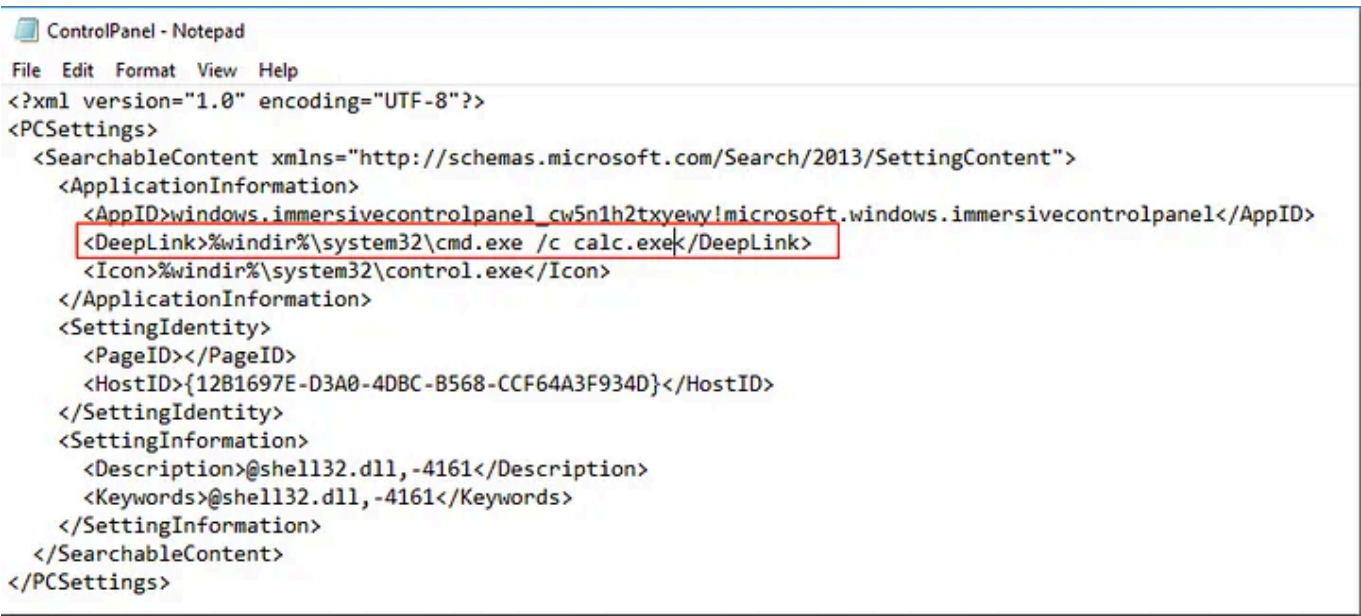 ControlPanel - Notepad
File Edit Format View Help
<?xml version="1.0" encoding="UTF-8"?>
<PCSettings>
  <SearchableContent xmlns="http://schemas.microsoft.com/Search/2013/SettingContent">
    <ApplicationInformation>
      <AppID>windows.immersivecontrolpanel_cw5n1h2txyewy!microsoft.windows.immersivecontrolpanel</AppID>
      <DeepLink>%windir%\system32\cmd.exe /c calc.exe</DeepLink>
      <Icon>%windir%\system32\control.exe</Icon>
    </ApplicationInformation>
    <SettingIdentity>
      <PageID></PageID>
      <HostID>{12B1697E-D3A0-4DBC-B568-CCF64A3F934D}</HostID>
    </SettingIdentity>
    <SettingInformation>
      <Description>@shell32.dll,-4161</Description>
      <Keywords>@shell32.dll,-4161</Keywords>
    </SettingInformation>
  </SearchableContent>
</PCSettings>